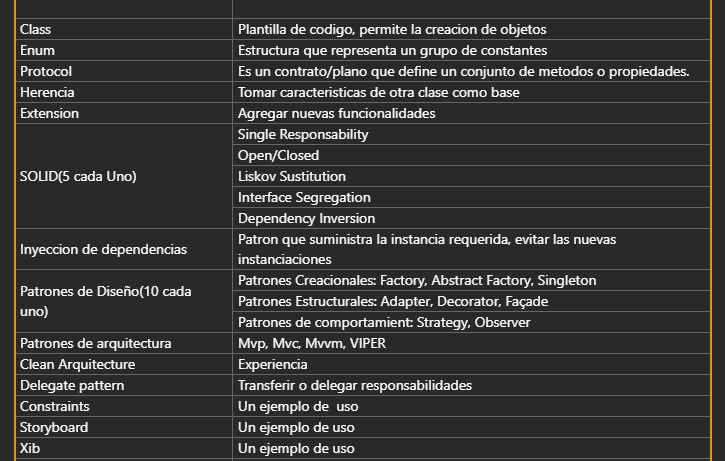 Class
Plantilla de codigo, permite la creacion de objetos
Enum
Estructura que representa un grupo de constantes
Protocol
Es un contrato/plano que define un conjunto de metodos o propiedades.
Herencia
Tomar caracteristicas de otra clase como base
Extension
Agregar nuevas funcionalidades
SOLID(5 cada Uno)
Single Responsability
Open/Closed
Liskov Sustitution
Interface Segregation
Dependency Inversion
Inyeccion de dependencias
Patron que suministra la instancia requerida, evitar las nuevas
instanciaciones
Patrones de Diseño(10 cada
uno)
Patrones Creacionales: Factory, Abstract Factory, Singleton
Patrones Estructurales: Adapter, Decorator, Façade
Patrones de comportamient: Strategy, Observer
Patrones de arquitectura
Mvp, Mvc, Mvvm, VIPER
Clean Arquitecture
Experiencia
Delegate pattern
Transferir o delegar responsabilidades
Constraints
Un ejemplo de  uso
Storyboard
Un ejemplo de uso
Xib
Un ejemplo de uso